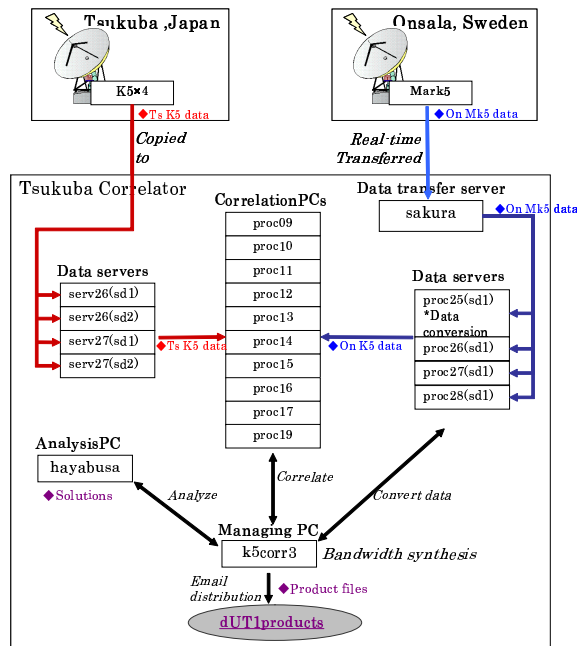 Tsukuba ,Japan
K5×4
◆Ts K5 data
Copied
to
Onsala, Sweden
Mark5
◆On Mk5 data
Real-time
Transferred
Tsukuba Correlator
Data transfer server
sakura
◆On Mk5 data
CorrelationPCs
proc09
proc10
proc11
proc12
proc13
proc14
proc15
proc16
proc17
proc19
Data servers
serv26(sd1)
serv26(sd2)
serv27(sd1)
serv27(sd2)
◆Ts K5 data
Data servers
proc25(sd1)
*Data
conversion
proc26(sd1)
proc27(sd1)
proc28(sd1)
◆On K5 data
AnalysisPC
hayabusa
◆Solutions
Analyze
Correlate
Convert data
Managing PC
k5corr3
Bandwidth synthesis
Email
distribution
◆Product files
dUT1products